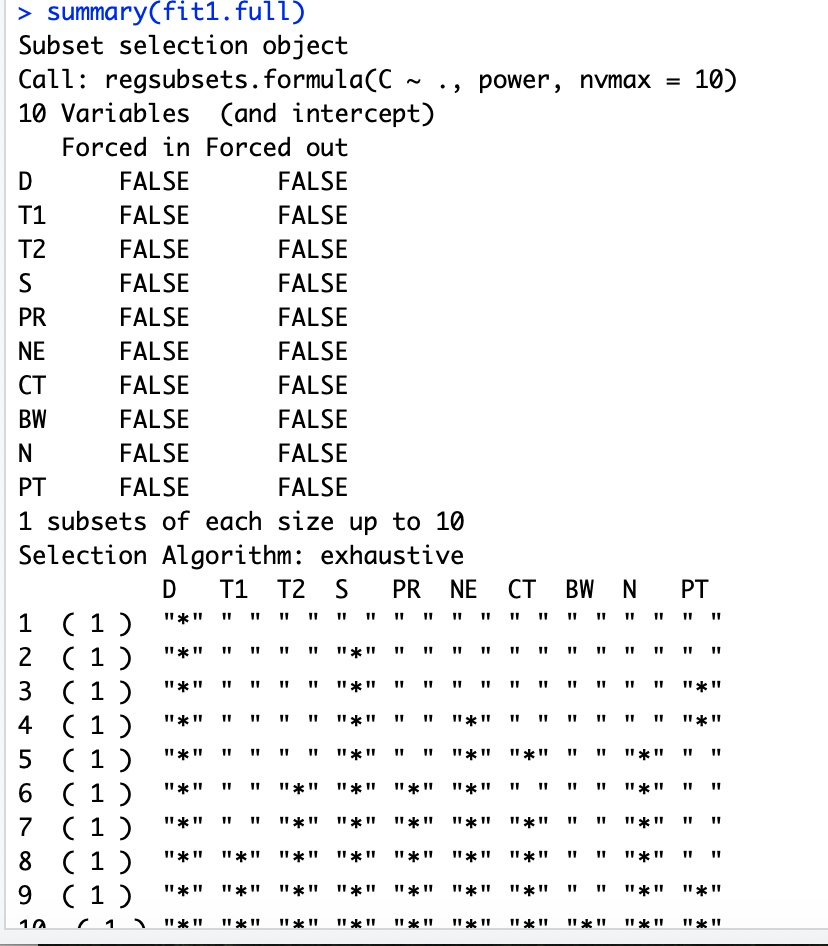 > summary(fit1.full)
Subset selection object
Call: regsubsets.formula(C ~ ., power, nvmax = 10)
10 Variables  (and intercept)
   Forced in Forced out
D      FALSE      FALSE
T1     FALSE      FALSE
T2     FALSE      FALSE
S      FALSE      FALSE
PR     FALSE      FALSE
NE     FALSE      FALSE
CT     FALSE      FALSE
BW     FALSE      FALSE
N      FALSE      FALSE
PT     FALSE      FALSE
1 subsets of each size up to 10
Selection Algorithm: exhaustive
          D   T1  T2  S   PR  NE  CT  BW  N   PT
1  ( 1 )  "*" " " " " " " " " " " " " " " " " " "
2  ( 1 )  "*" " " " " "*" " " " " " " " " " " " "
3  ( 1 )  "*" " " " " "*" " " " " " " " " " " "*"
4  ( 1 )  "*" " " " " "*" " " "*" " " " " " " "*"
5  ( 1 )  "*" " " " " "*" " " "*" "*" " " "*" " "
6  ( 1 )  "*" " " "*" "*" "*" "*" " " " " "*" " "
7  ( 1 )  "*" " " "*" "*" "*" "*" "*" " " "*" " "
8  ( 1 )  "*" "*" "*" "*" "*" "*" "*" " " "*" " "
9  ( 1 )  "*" "*" "*" "*" "*" "*" "*" " " "*" "*"
10  ( 1 ) "*" "*" "*" "*" "*" "*" "*" "*" "*" "*"